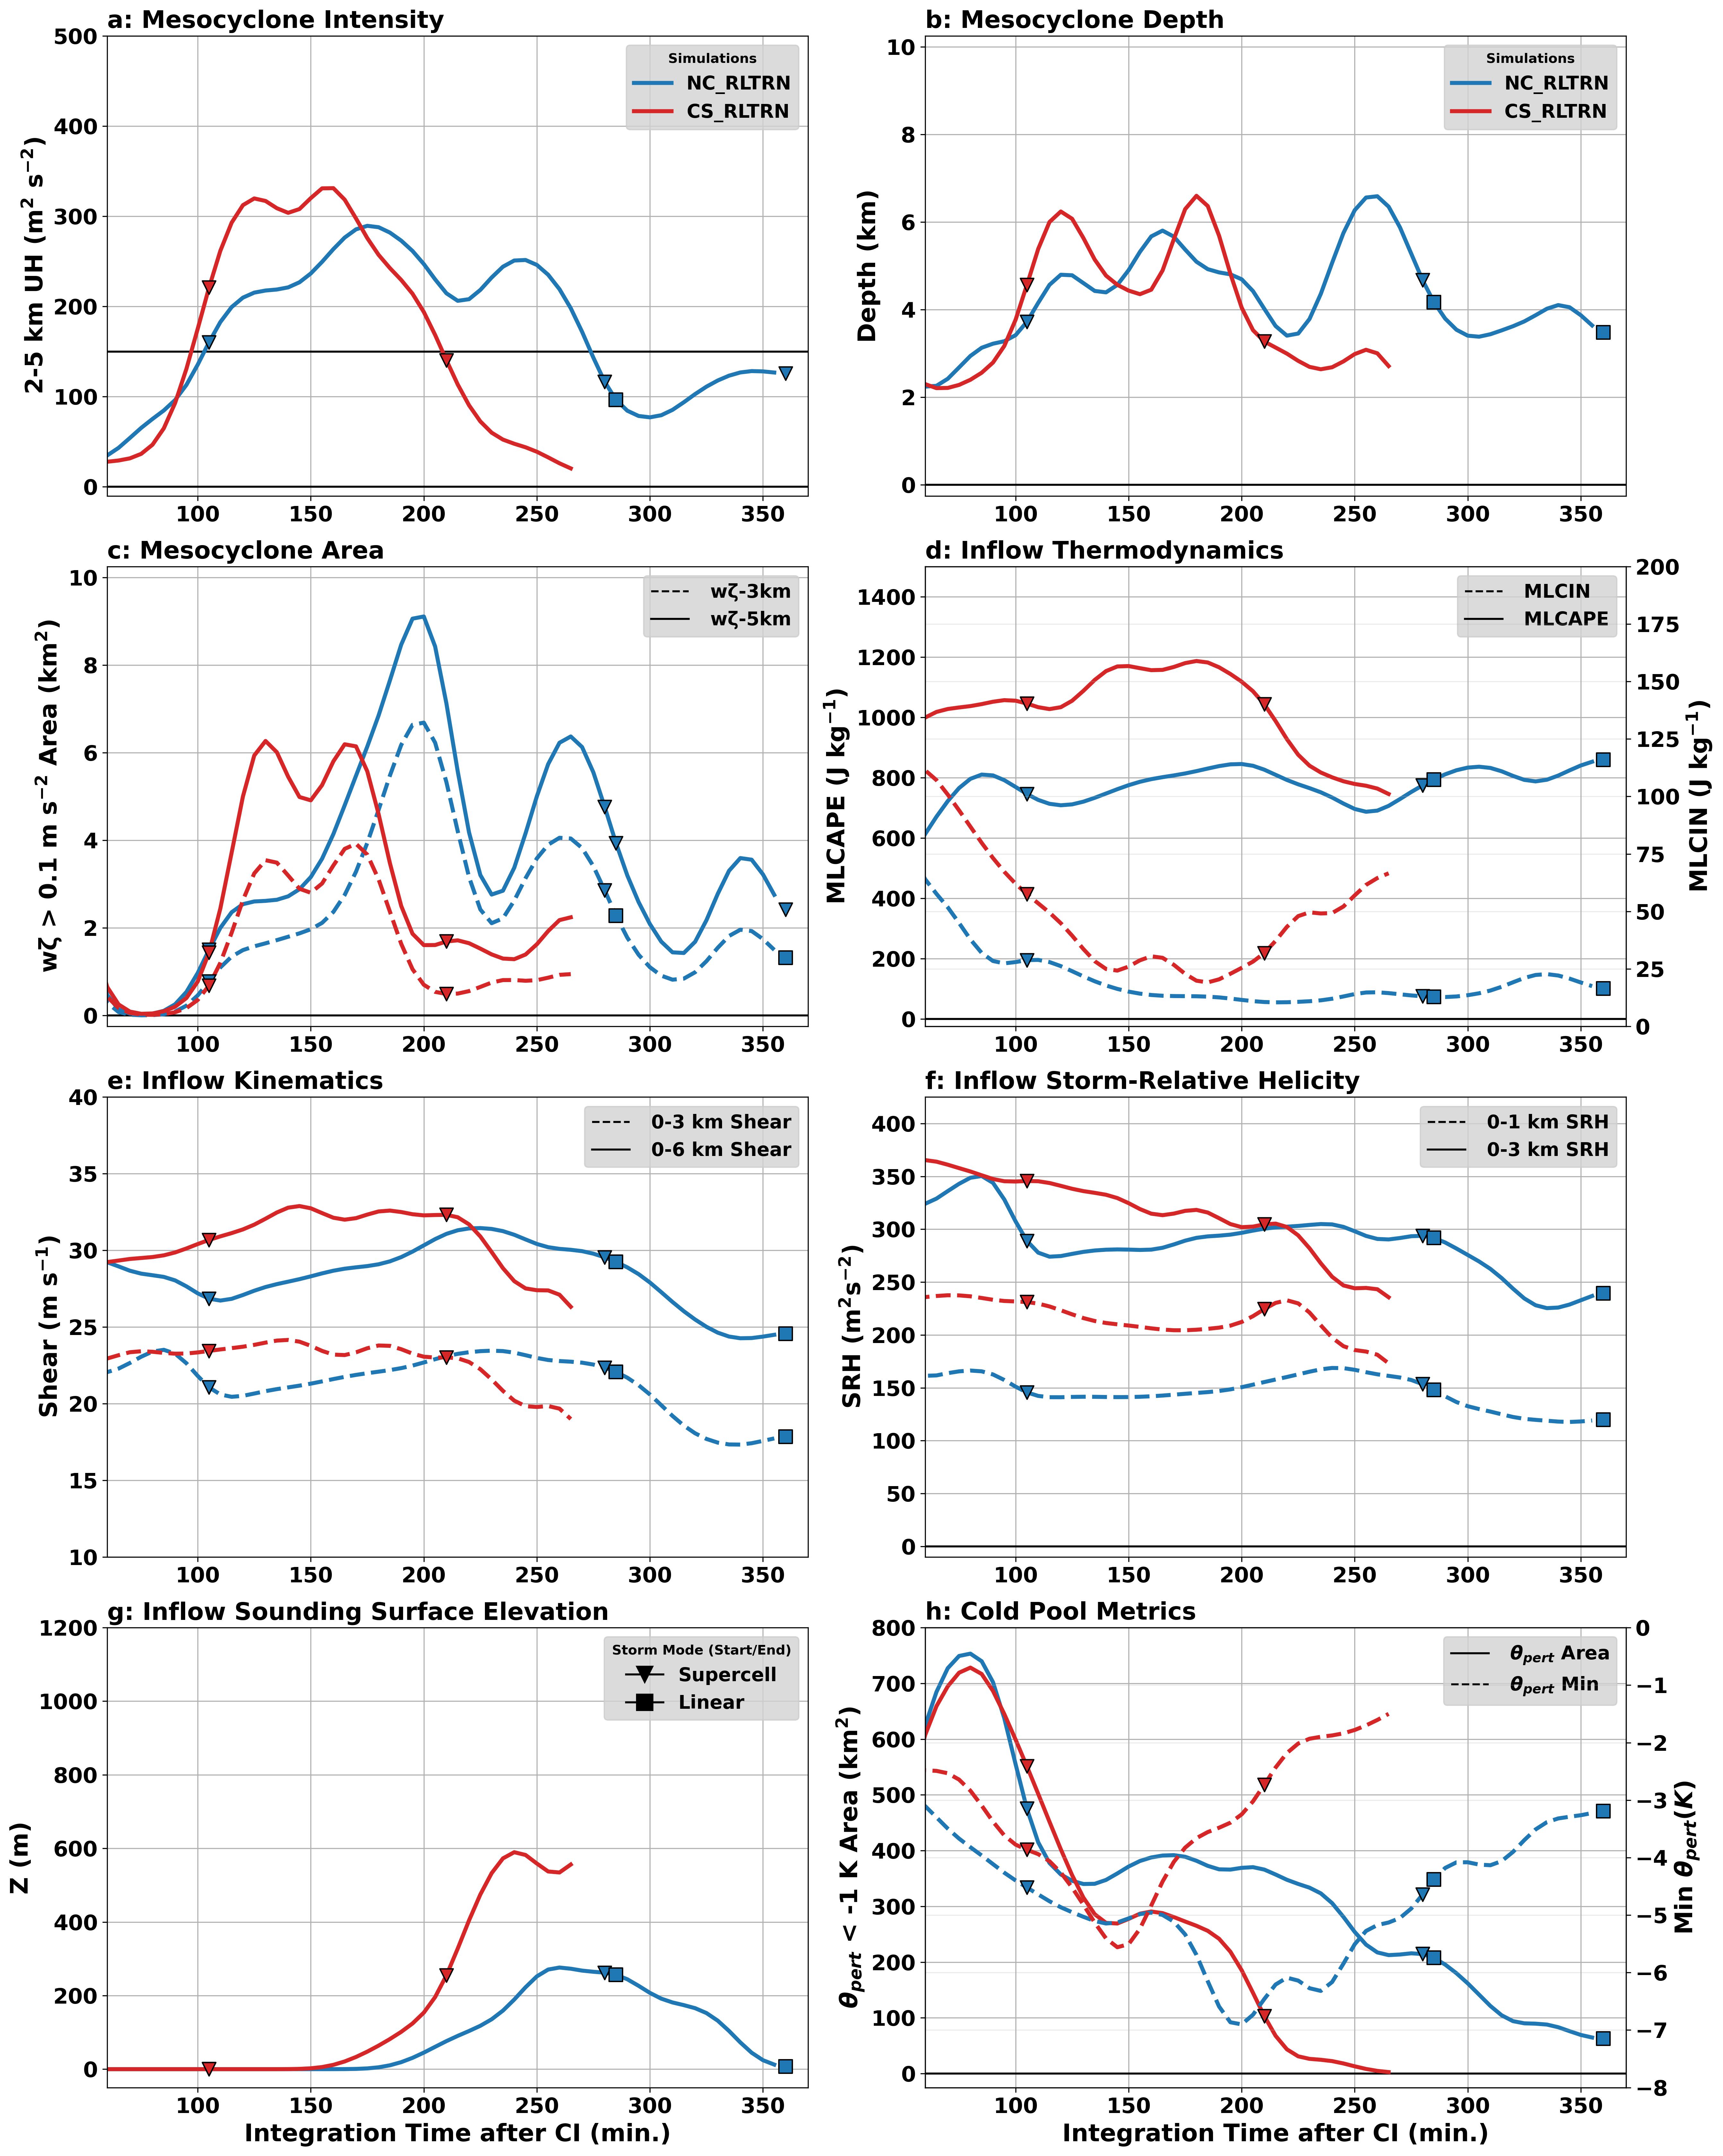 a: Mesocyclone Intensity
500
400
300
200
100
0
2-5 km UH (m² s⁻²)
Simulations
NC_RLTRN
CS_RLTRN
100 150 200 250 300 350
b: Mesocyclone Depth
10
8
6
4
2
0
Depth (km)
Simulations
NC_RLTRN
CS_RLTRN
100 150 200 250 300 350
c: Mesocyclone Area
10
8
6
4
2
0
wζ > 0.1 m s⁻² Area (km²)
wζ-3km
wζ-5km
100 150 200 250 300 350
d: Inflow Thermodynamics
1400
1200
1000
800
600
400
200
0
MLCAPE (J kg⁻¹)
MLCIN
MLCAPE
200
175
150
125
100
75
50
25
0
MLCIN (J kg⁻¹)
100 150 200 250 300 350
e: Inflow Kinematics
40
35
30
25
20
15
10
Shear (m s⁻¹)
0-3 km Shear
0-6 km Shear
100 150 200 250 300 350
f: Inflow Storm-Relative Helicity
400
350
300
250
200
150
100
50
0
SRH (m²s⁻²)
0-1 km SRH
0-3 km SRH
100 150 200 250 300 350
g: Inflow Sounding Surface Elevation
1200
1000
800
600
400
200
0
Z (m)
Storm Mode (Start/End)
Supercell
Linear
100 150 200 250 300 350
Integration Time after CI (min.)
h: Cold Pool Metrics
800
700
600
500
400
300
200
100
0
θpert < -1 K Area (km²)
θpert Area
θpert Min
0
−1
−2
−3
−4
−5
−6
−7
−8
Min θpert(K)
100 150 200 250 300 350
Integration Time after CI (min.)